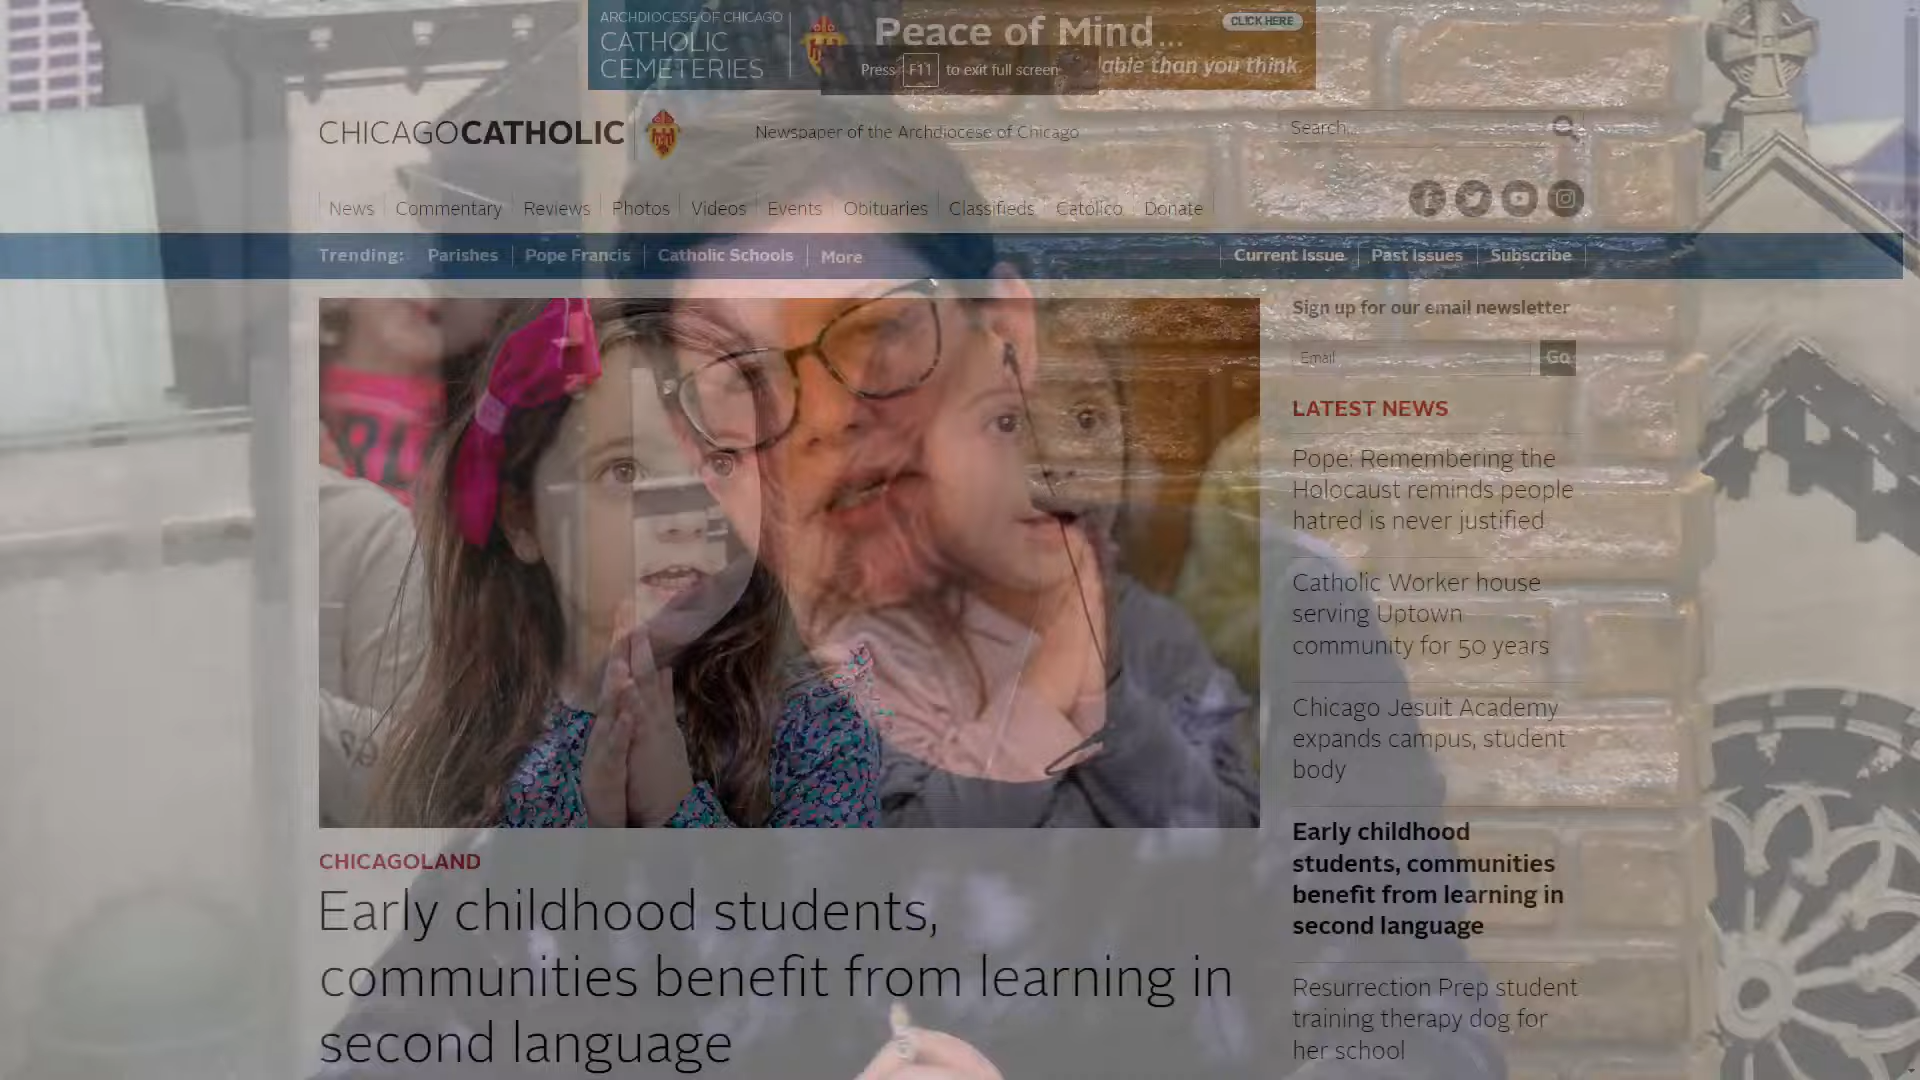 ARCHDIOCESE OF CHICAGO
CATHOLIC
CEMETERIES
Peace of Mind...
CLICK HERE
able than you think.
Press F11 to exit full screen
CHICAGOCATHOLIC
Newspaper of the Archdiocese of Chicago
Search...
News Commentary Reviews Photos Videos Events Obituaries Classifieds Católico Donate
Trending: Parishes Pope Francis Catholic Schools More
Current Issue Past Issues Subscribe
Sign up for our email newsletter
Email Go
LATEST NEWS
Pope: Remembering the
Holocaust reminds people
hatred is never justified
Catholic Worker house
serving Uptown
community for 50 years
Chicago Jesuit Academy
expands campus, student
body
Early childhood
students, communities
benefit from learning in
second language
Resurrection Prep student
training therapy dog for
her school
CHICAGOLAND
Early childhood students,
communities benefit from learning in
second language